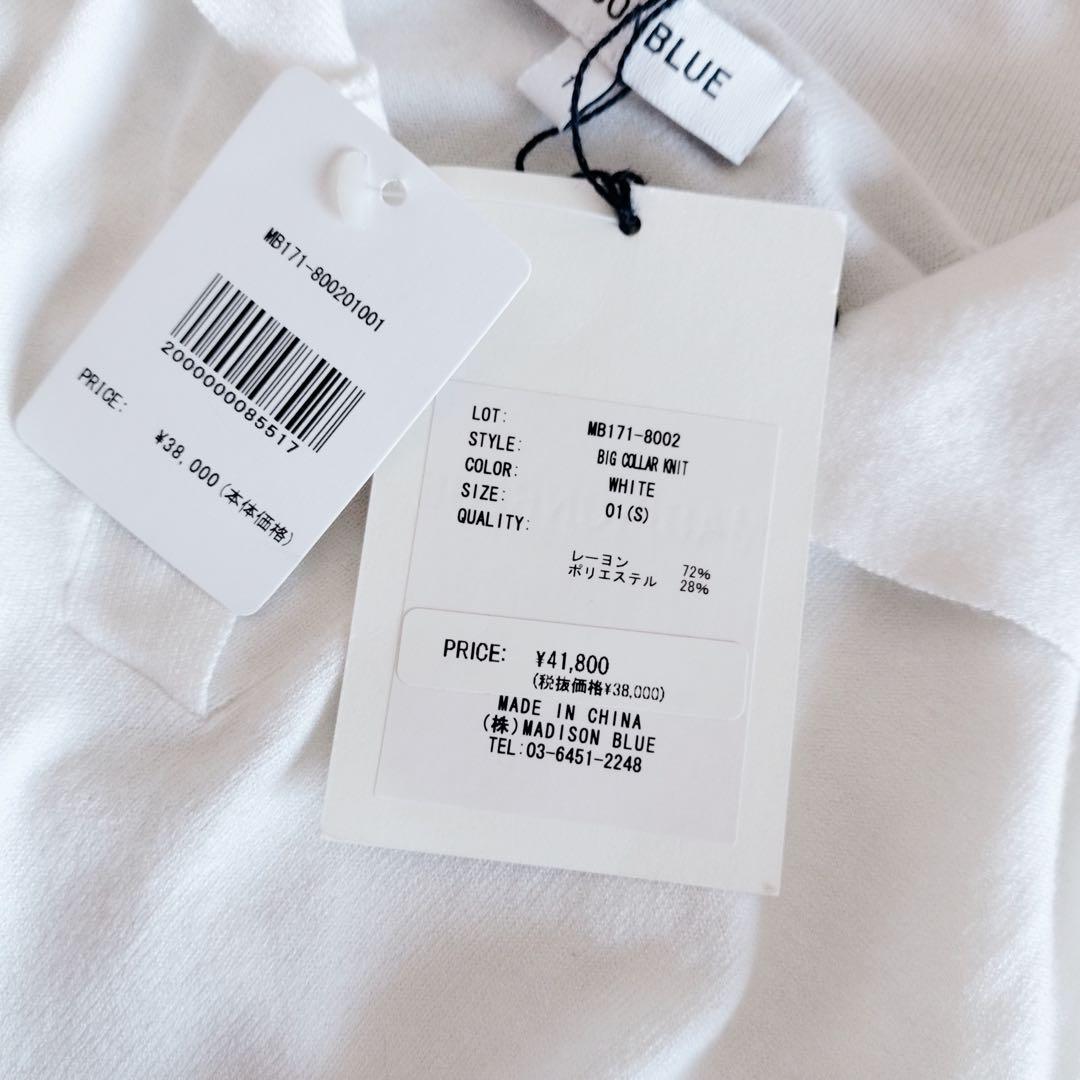 BLUE
MB171-800201001
2000000085517
PRICE:
¥38,000(本体価格)
LOT: MB171-8002
STYLE: BIG COLLAR KNIT
COLOR: WHITE
SIZE: 01(S)
QUALITY:
レーヨン 72%
ポリエステル 28%
PRICE: ¥41,800
(税抜価格¥38,000)
MADE IN CHINA
(株)MADISON BLUE
TEL:03-6451-2248